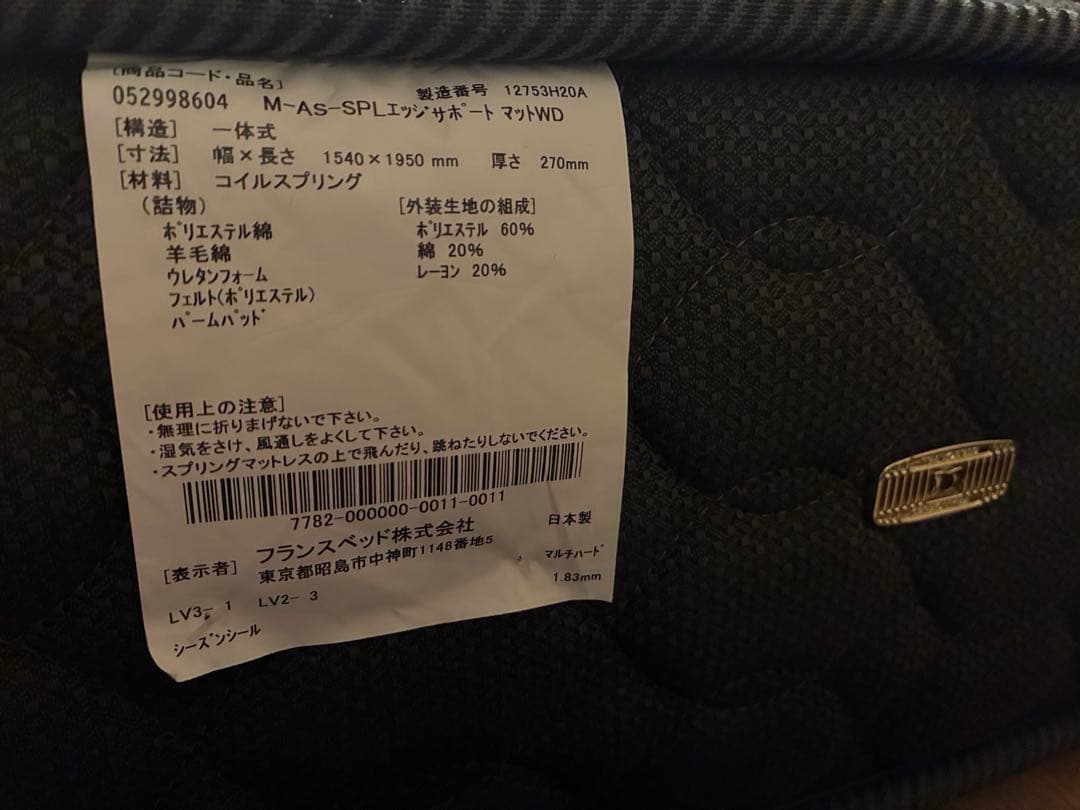 [商品コード・品名]
製造番号 12753H20A
052998604 M-As-SPLエッジサポート マットWD
[構造] 一体式
[寸法] 幅×長さ 1540×1950 mm 厚さ 270mm
[材料] コイルスプリング
(詰物)
ポリエステル綿
羊毛綿
ウレタンフォーム
フェルト(ポリエステル)
パームパッド
[外装生地の組成]
ポリエステル 60%
綿 20%
レーヨン 20%
[使用上の注意]
・無理に折りまげないで下さい。
・湿気をさけ、風通しをよくして下さい。
・スプリングマットレスの上で飛んだり、跳ねたりしないでください。
7782-000000-0011-0011
[表示者] フランスベッド株式会社 日本製
東京都昭島市中神町1148番地5
マルチハード
1.83mm
LV3- 1 LV2- 3
シーズンシール